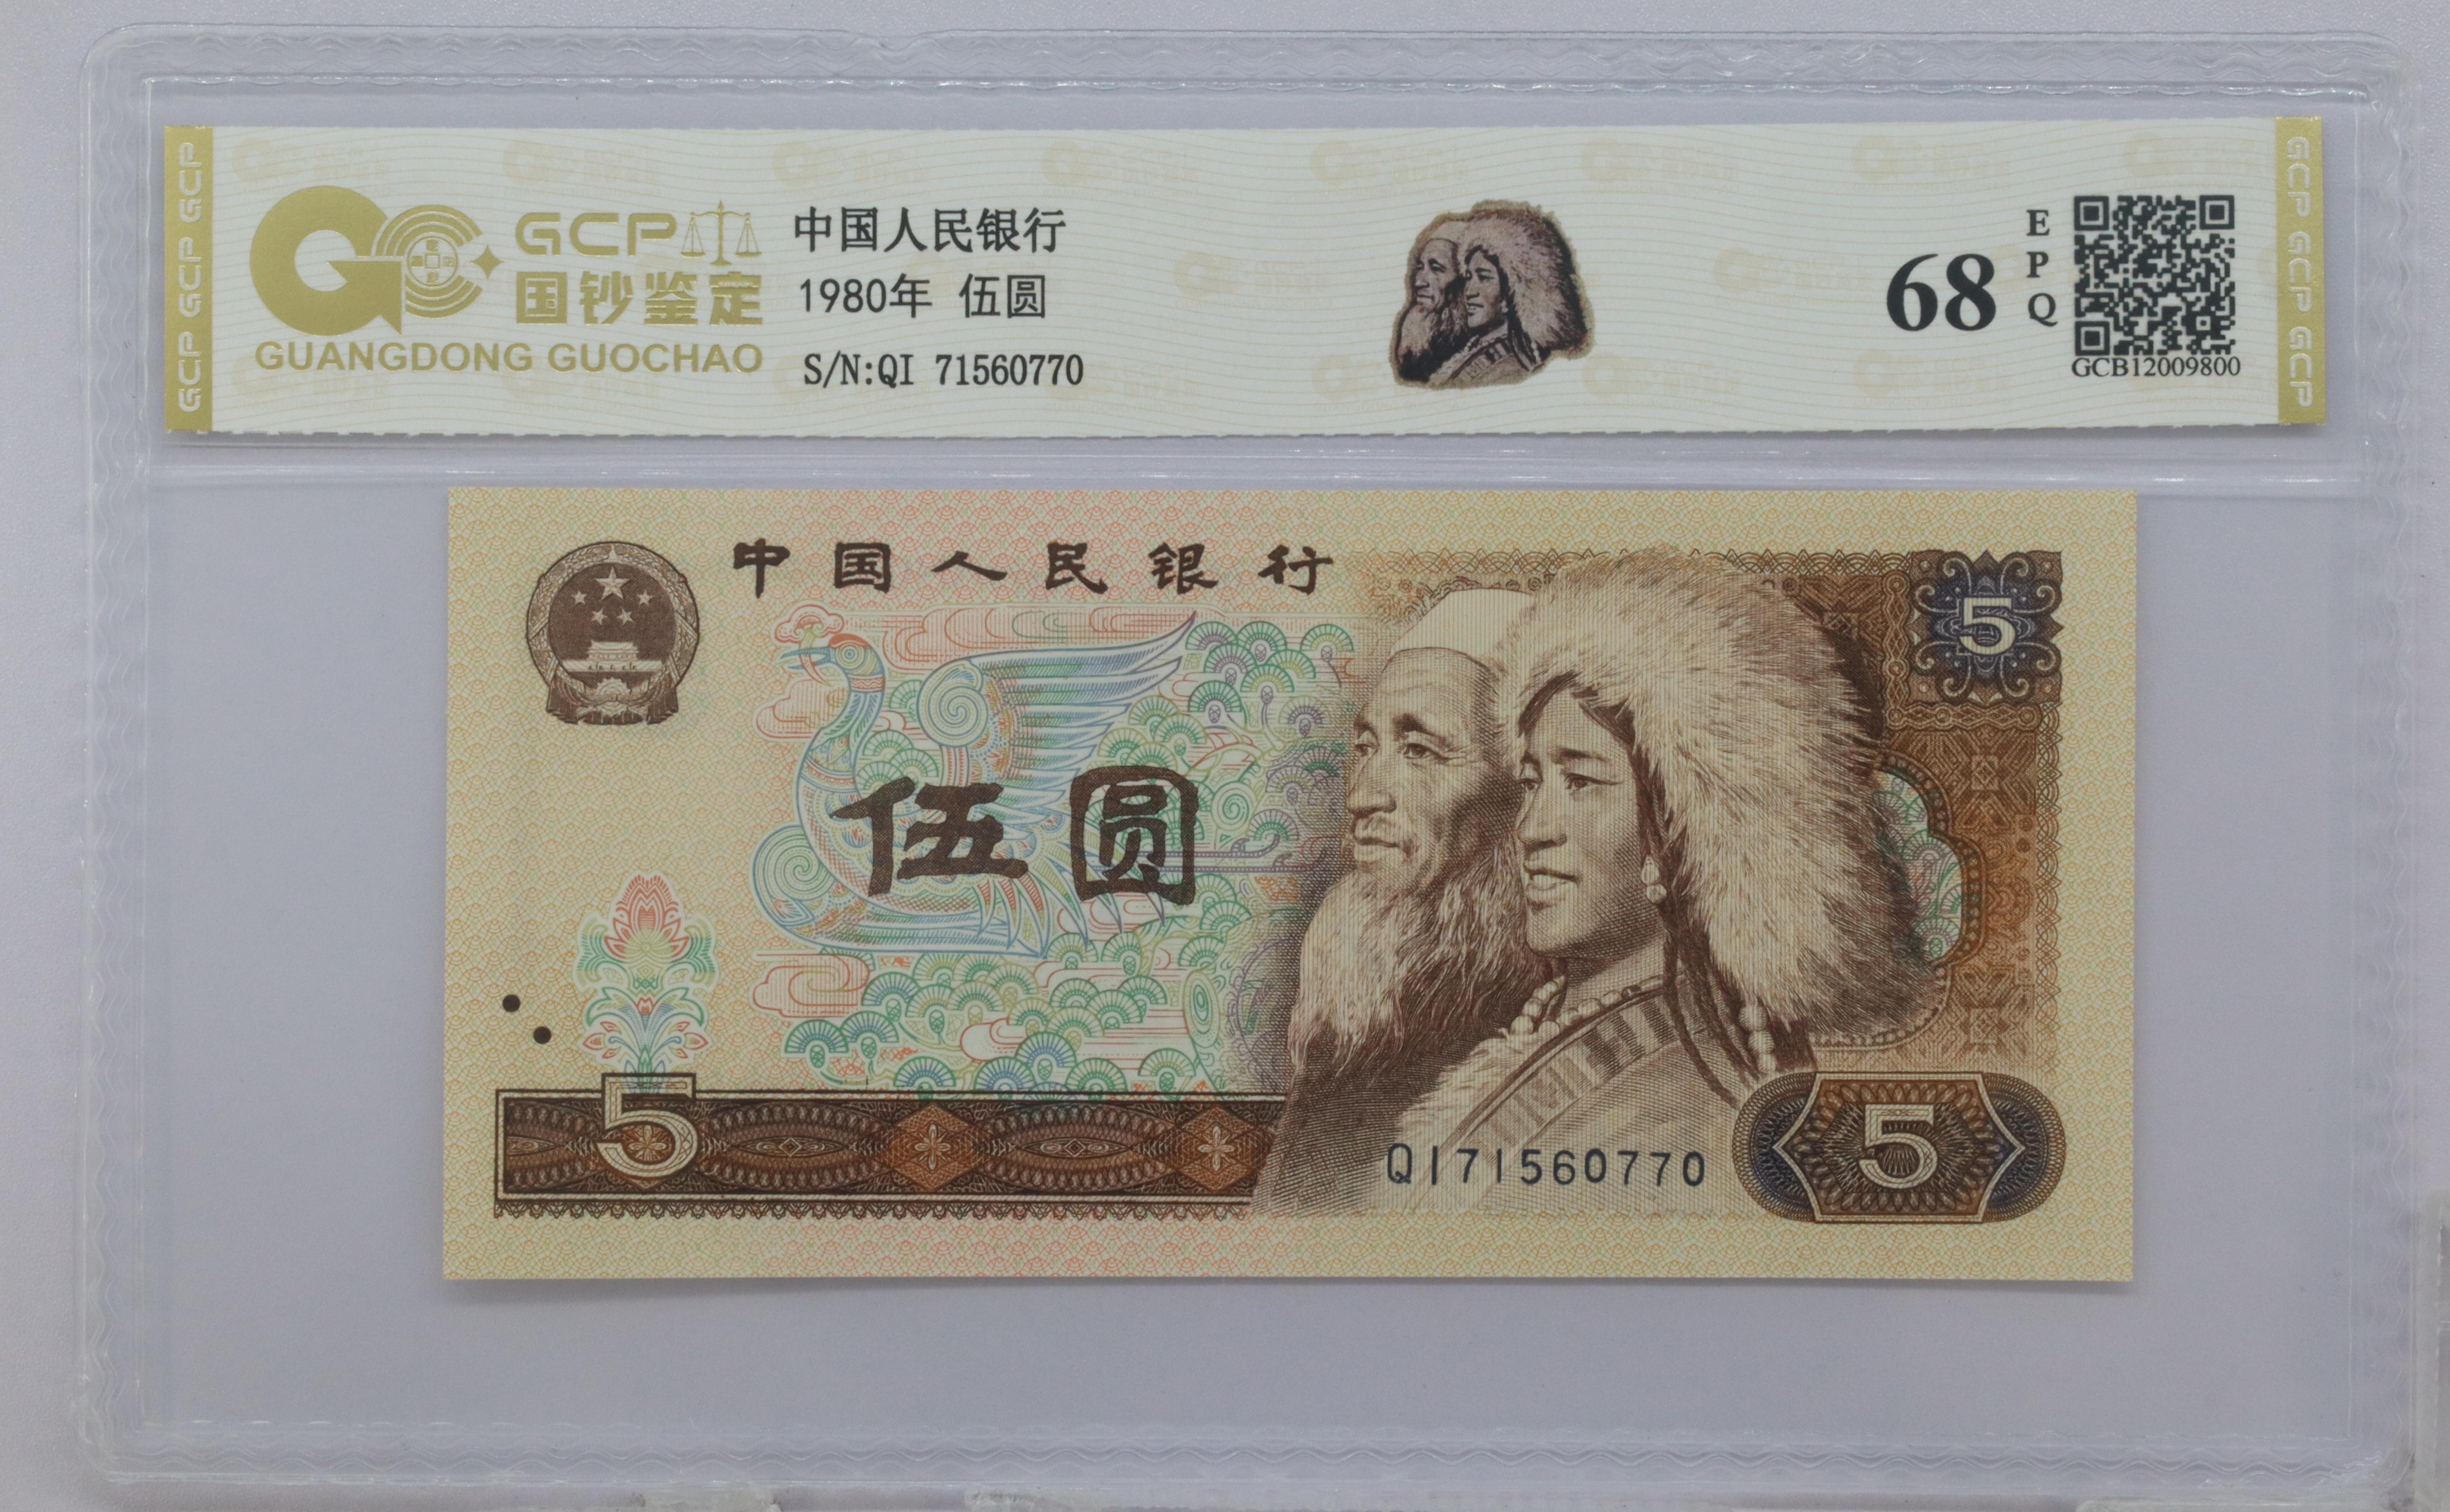 GCP GCP GCP
GCP
国钞鉴定
GUANGDONG GUOCHAO
中国人民银行
1980年 伍圆
S/N:QI 71560770
68
EPQ
GCB12009800
GCP GCP GCP
中国人民银行
5
伍圆
5
QI71560770
5